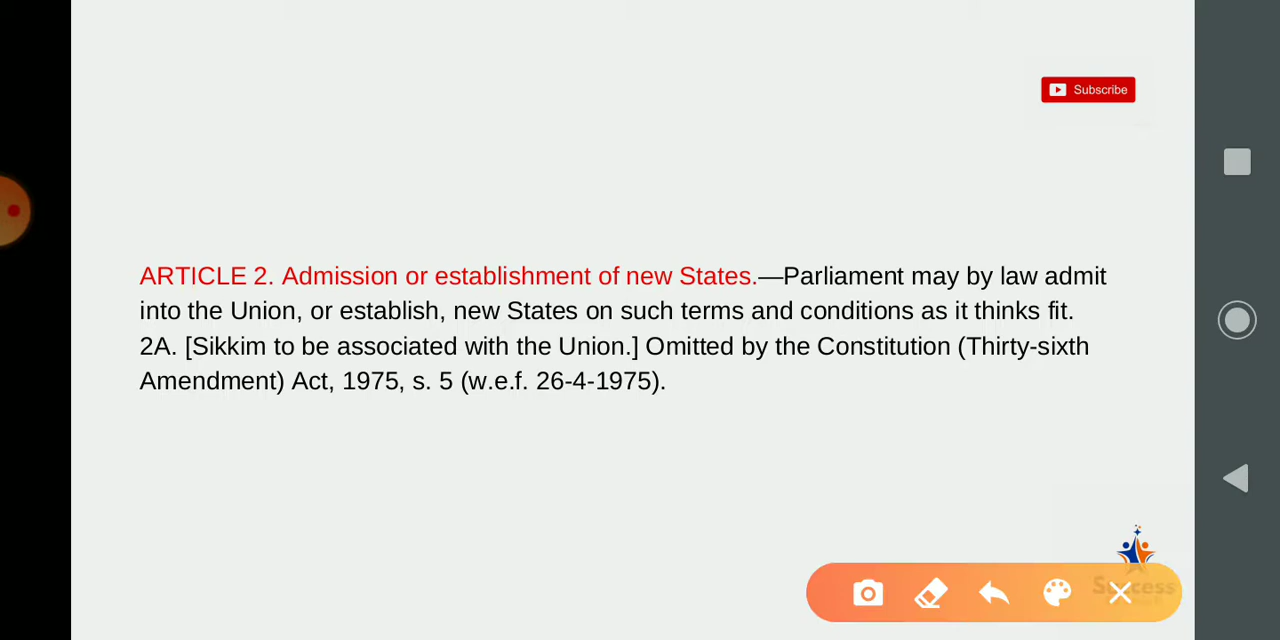 Subscribe
ARTICLE 2. Admission or establishment of new States.—Parliament may by law admit
into the Union, or establish, new States on such terms and conditions as it thinks fit.
2A. [Sikkim to be associated with the Union.] Omitted by the Constitution (Thirty-sixth
Amendment) Act, 1975, s. 5 (w.e.f. 26-4-1975).
Success